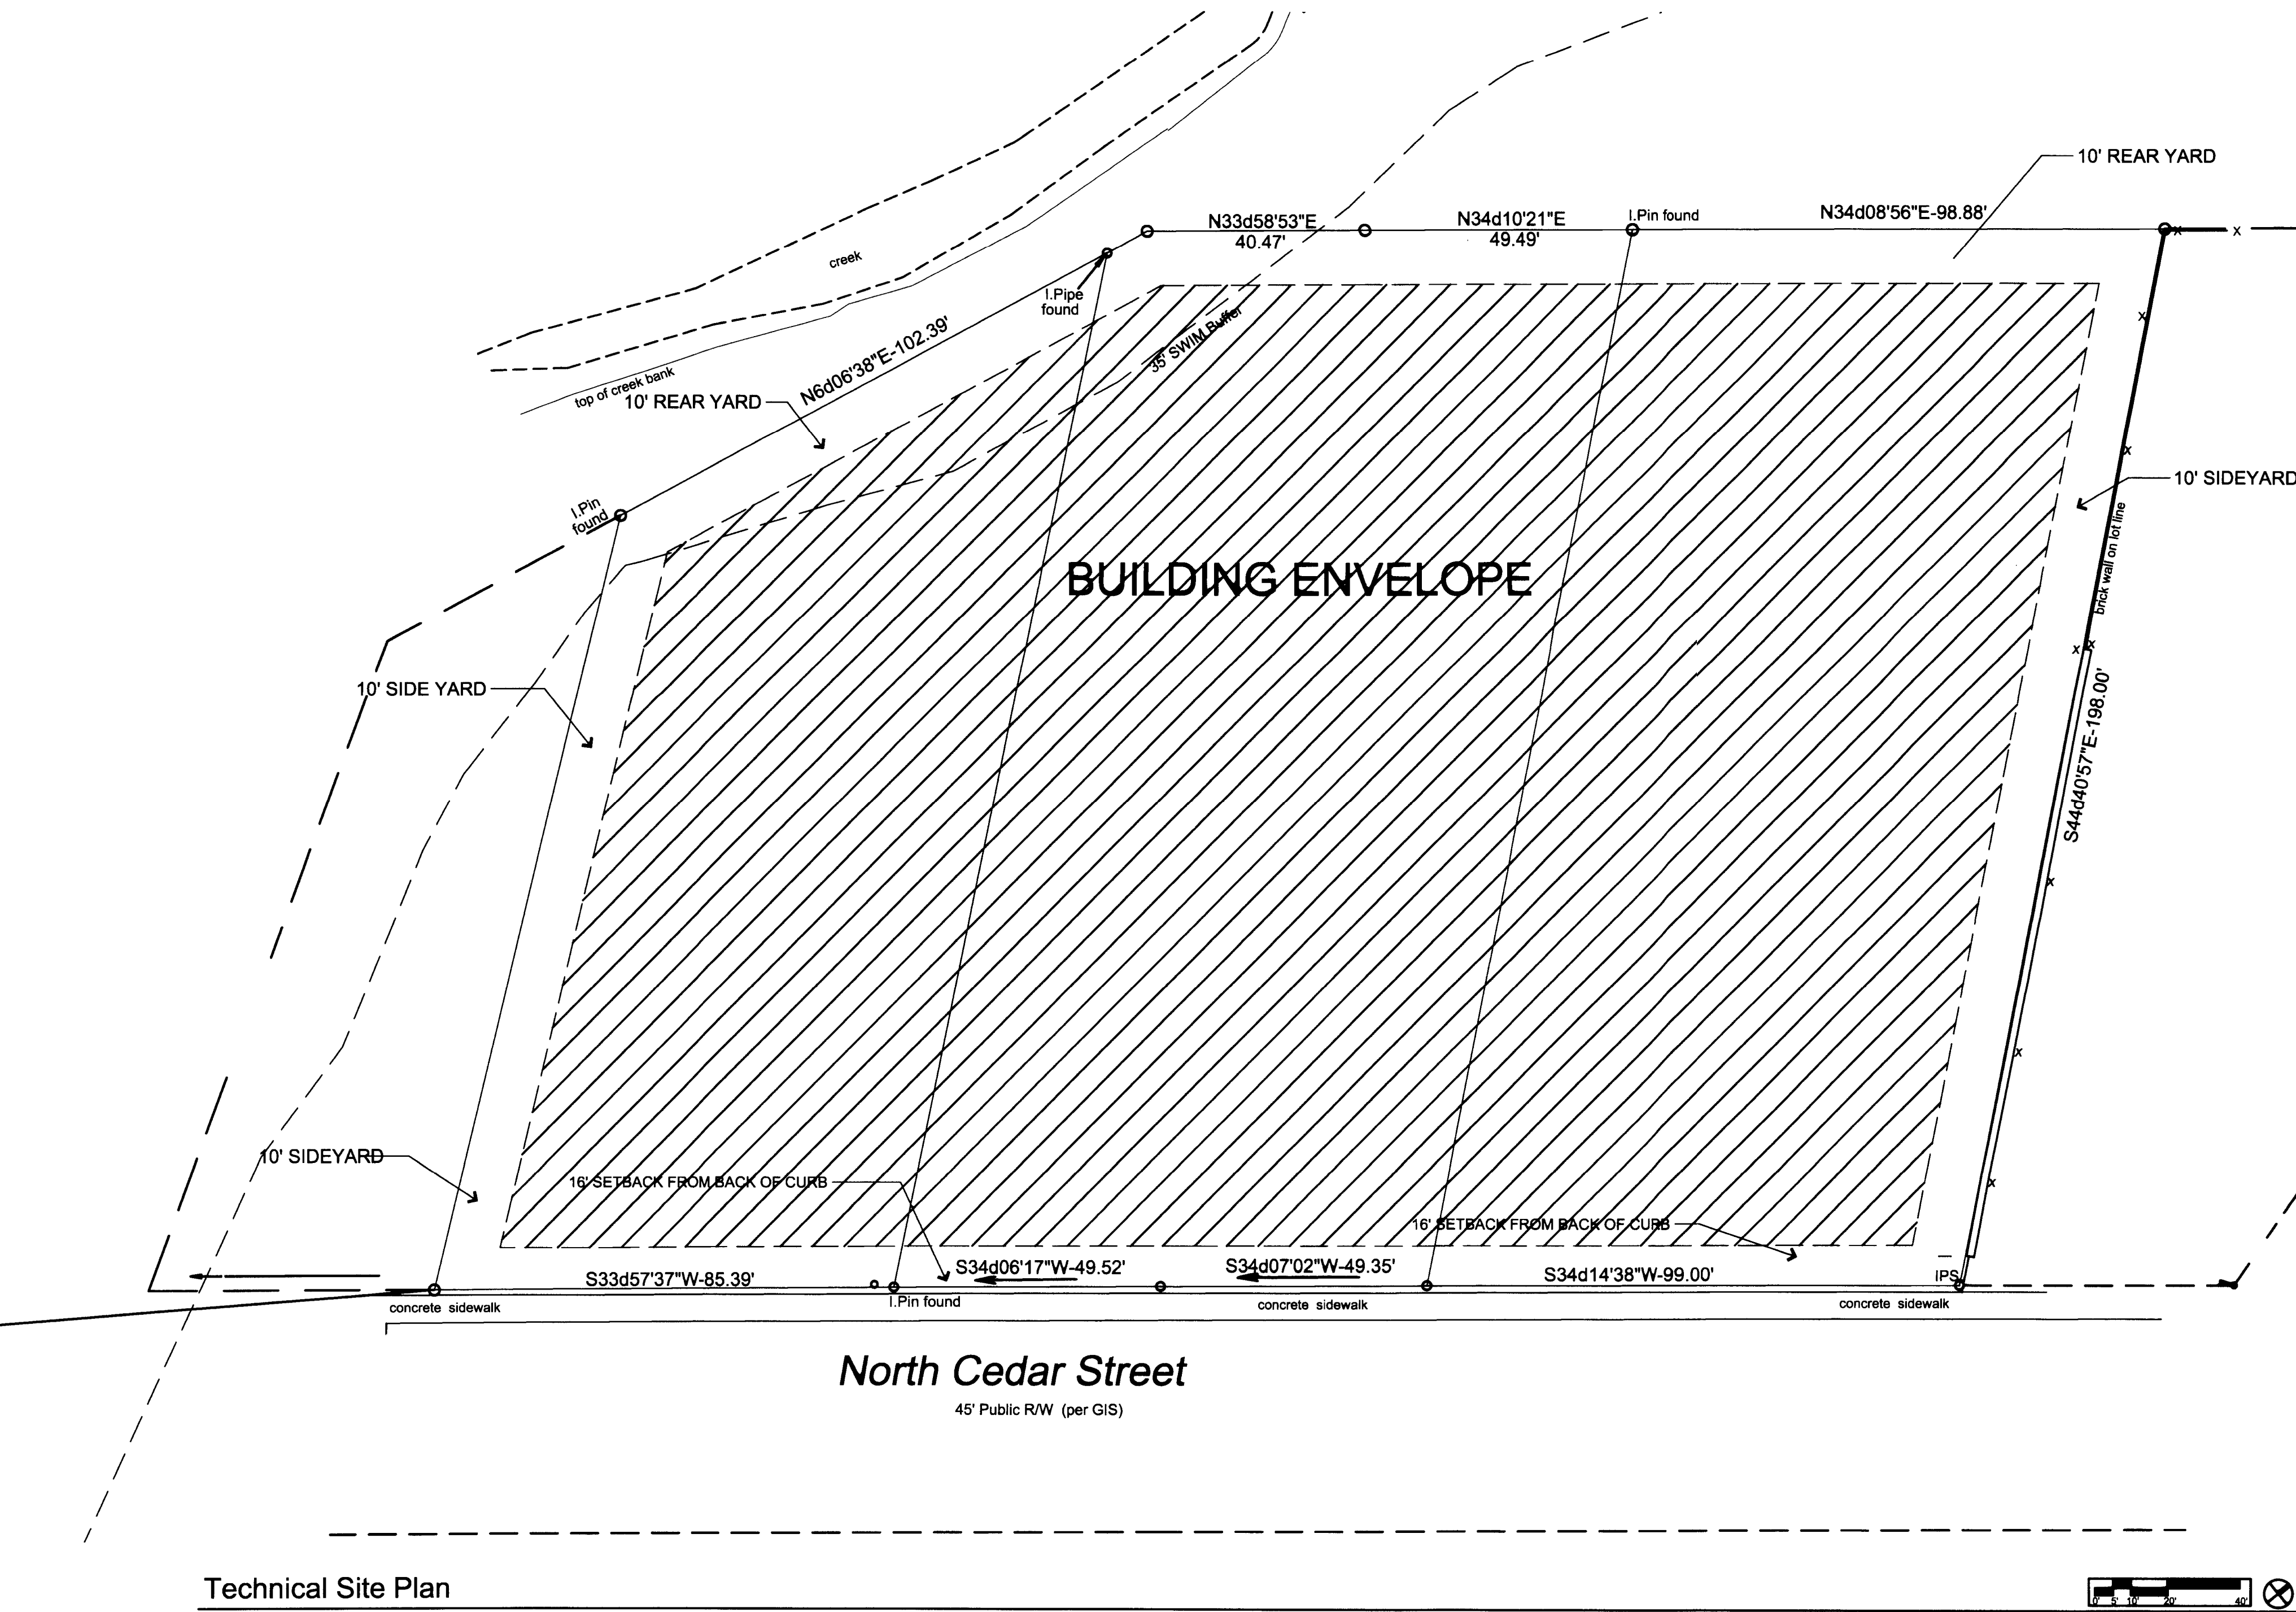 10' REAR YARD
N34d08'56"E-98.88'
I.Pin found
N34d10'21"E
49.49'
N33d58'53"E
40.47'
creek
I.Pipe
found
35' SWIM Buffer
N6d06'38"E-102.39'
top of creek bank
10' REAR YARD
10' SIDEYARD
I.Pin
found
brick wall on lot line
BUILDING ENVELOPE
10' SIDE YARD
S44d40'57"E-198.00'
10' SIDEYARD
16' SETBACK FROM BACK OF CURB
16' SETBACK FROM BACK OF CURB
S33d57'37"W-85.39'
S34d06'17"W-49.52'
S34d07'02"W-49.35'
S34d14'38"W-99.00'
IPS
concrete sidewalk
I.Pin found
concrete sidewalk
concrete sidewalk
North Cedar Street
45' Public R/W (per GIS)
Technical Site Plan
0' 5' 10' 20' 40'
x
x
x
x
x
x
x
x
x
x